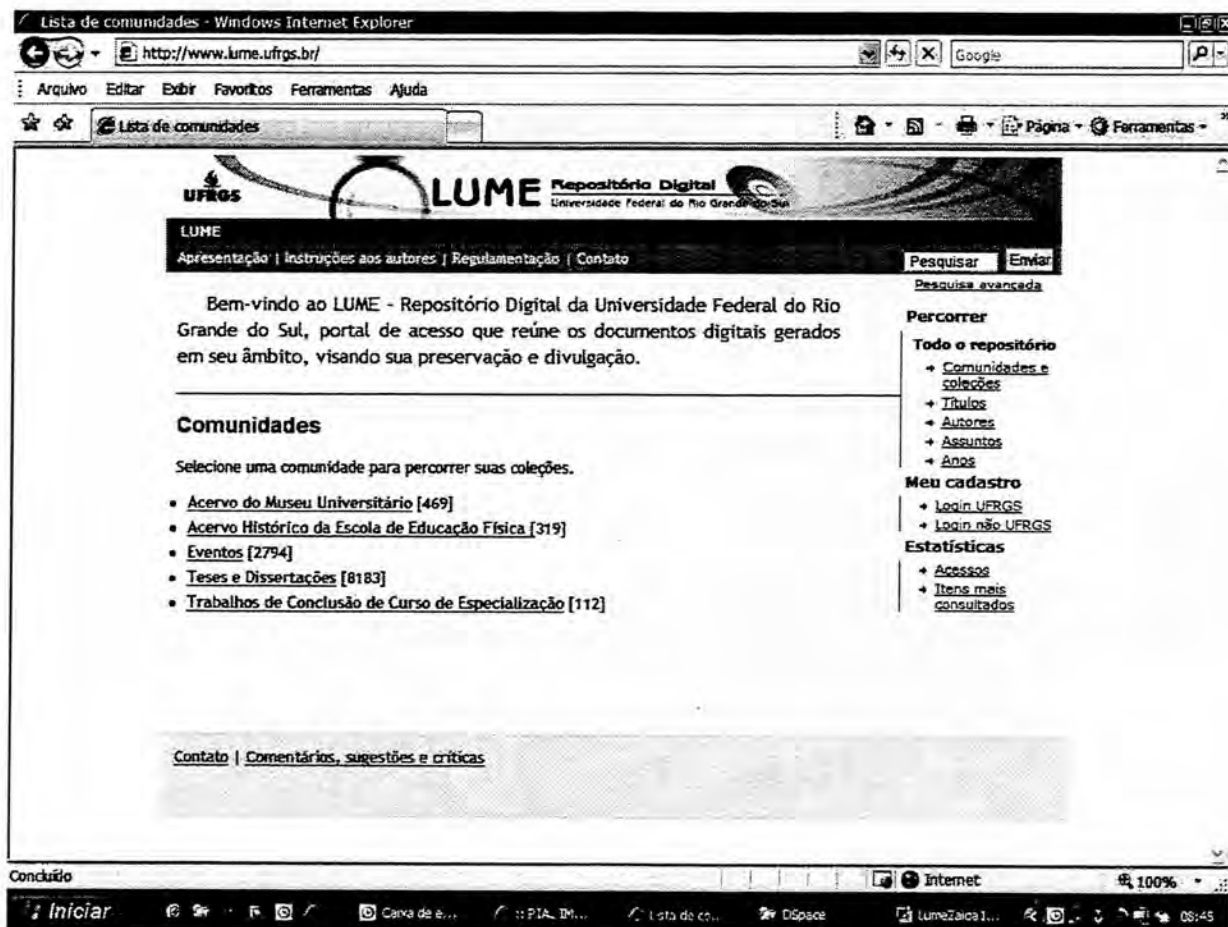 Lista de comunidades - Windows Internet Explorer
http://www.lume.ufrgs.br/
Google
Arquivo Editar Exibir Favoritos Ferramentas Ajuda
Lista de comunidades
Página
Ferramentas
UFRGS
LUME Repositório Digital
Universidade Federal do Rio Grande do Sul
LUME
Apresentação | Instruções aos autores | Regulamentação | Contato
Pesquisar Enviar
Pesquisa avançada
Bem-vindo ao LUME - Repositório Digital da Universidade Federal do Rio
Grande do Sul, portal de acesso que reúne os documentos digitais gerados
em seu âmbito, visando sua preservação e divulgação.
Comunidades
Selecione uma comunidade para percorrer suas coleções.
• Acervo do Museu Universitário [469]
• Acervo Histórico da Escola de Educação Física [319]
• Eventos [2794]
• Teses e Dissertações [8183]
• Trabalhos de Conclusão de Curso de Especialização [112]
Percorrer
Todo o repositório
Comunidades e
coleções
Títulos
Autores
Assuntos
Anos
Meu cadastro
Login UFRGS
Login não UFRGS
Estatísticas
Acessos
Itens mais
consultados
Contato | Comentários, sugestões e críticas
Concluído
Internet
100%
Iniciar
Caixa de e...
Lista de co...
DSpace
08:45